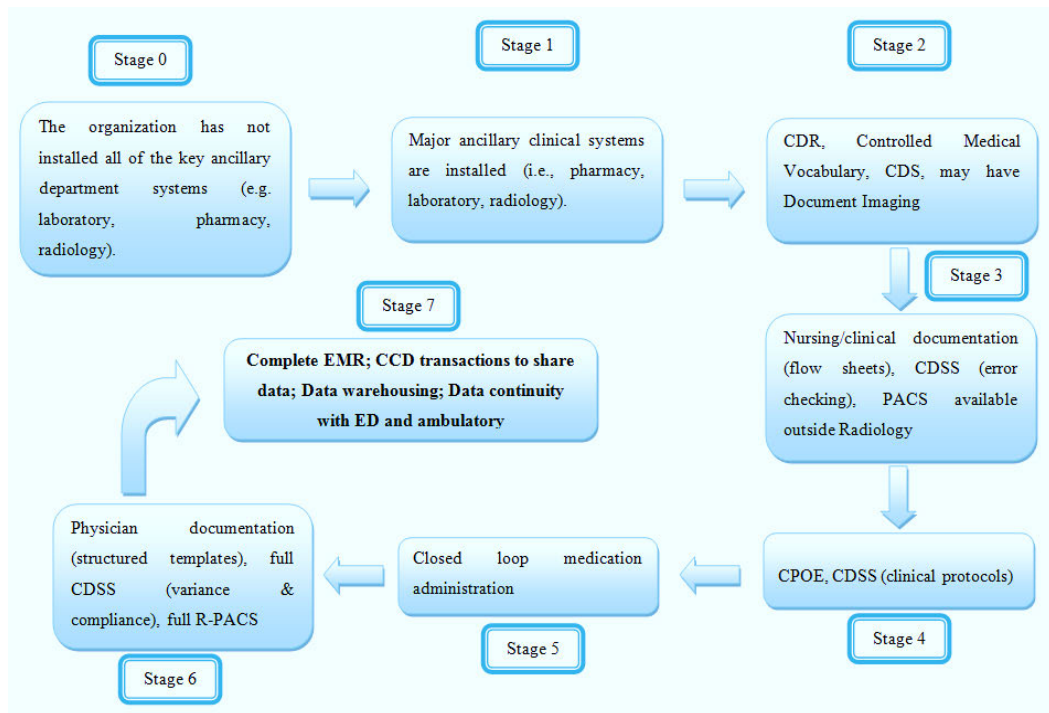 Stage 0
The organization has not
installed all of the key ancillary
department systems (e.g.
laboratory, pharmacy,
radiology).
Stage 1
Major ancillary clinical systems
are installed (i.e., pharmacy,
laboratory, radiology).
Stage 2
CDR, Controlled Medical
Vocabulary, CDS, may have
Document Imaging
Stage 3
Nursing/clinical documentation
(flow sheets), CDSS (error
checking), PACS available
outside Radiology
CPOE, CDSS (clinical protocols)
Stage 4
Closed loop medication
administration
Stage 5
Physician documentation
(structured templates), full
CDSS (variance &
compliance), full R-PACS
Stage 6
Stage 7
Complete EMR; CCD transactions to share
data; Data warehousing; Data continuity
with ED and ambulatory